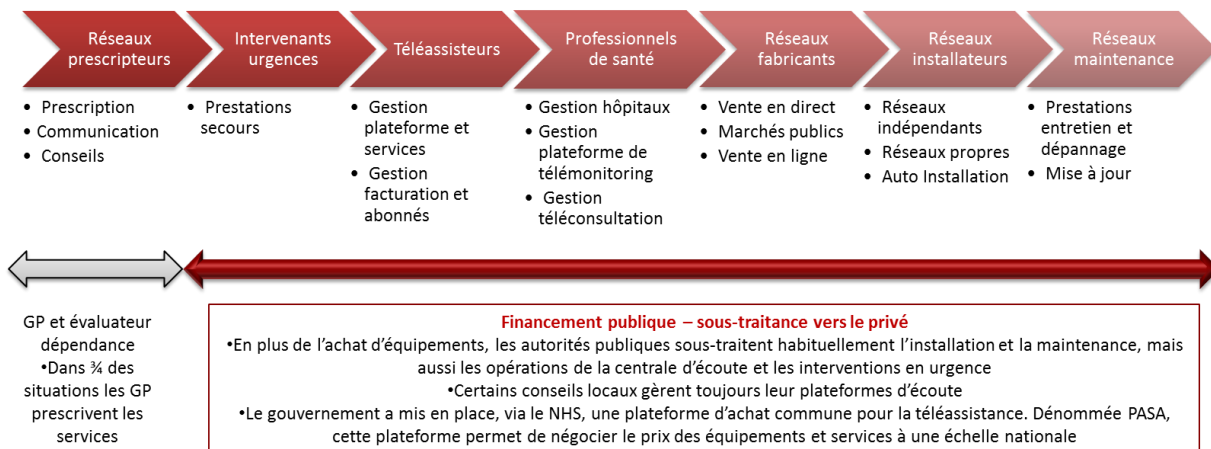 Réseaux
prescripteurs
Intervenants
urgences
Téléassisteurs
Professionnels
de santé
Réseaux
fabricants
Réseaux
installateurs
Réseaux
maintenance
• Prescription
• Communication
• Conseils
• Prestations
secours
• Gestion
plateforme et
services
• Gestion
facturation et
abonnés
• Gestion hôpitaux
• Gestion
plateforme de
télémonitoring
• Gestion
téléconsultation
• Vente en direct
• Marchés publics
• Vente en ligne
• Réseaux
indépendants
• Réseaux propres
• Auto Installation
• Prestations
entretien et
dépannage
• Mise à jour
GP et évaluateur
dépendance
•Dans ¾ des
situations les GP
prescrivent les
services
Financement publique – sous-traitance vers le privé
•En plus de l’achat d’équipements, les autorités publiques sous-traitent habituellement l’installation et la maintenance, mais
aussi les opérations de la centrale d’écoute et les interventions en urgence
•Certains conseils locaux gèrent toujours leur plateformes d’écoute
•Le gouvernement a mis en place, via le NHS, une plateforme d’achat commune pour la téléassistance. Dénommée PASA,
cette plateforme permet de négocier le prix des équipements et services à une échelle nationale